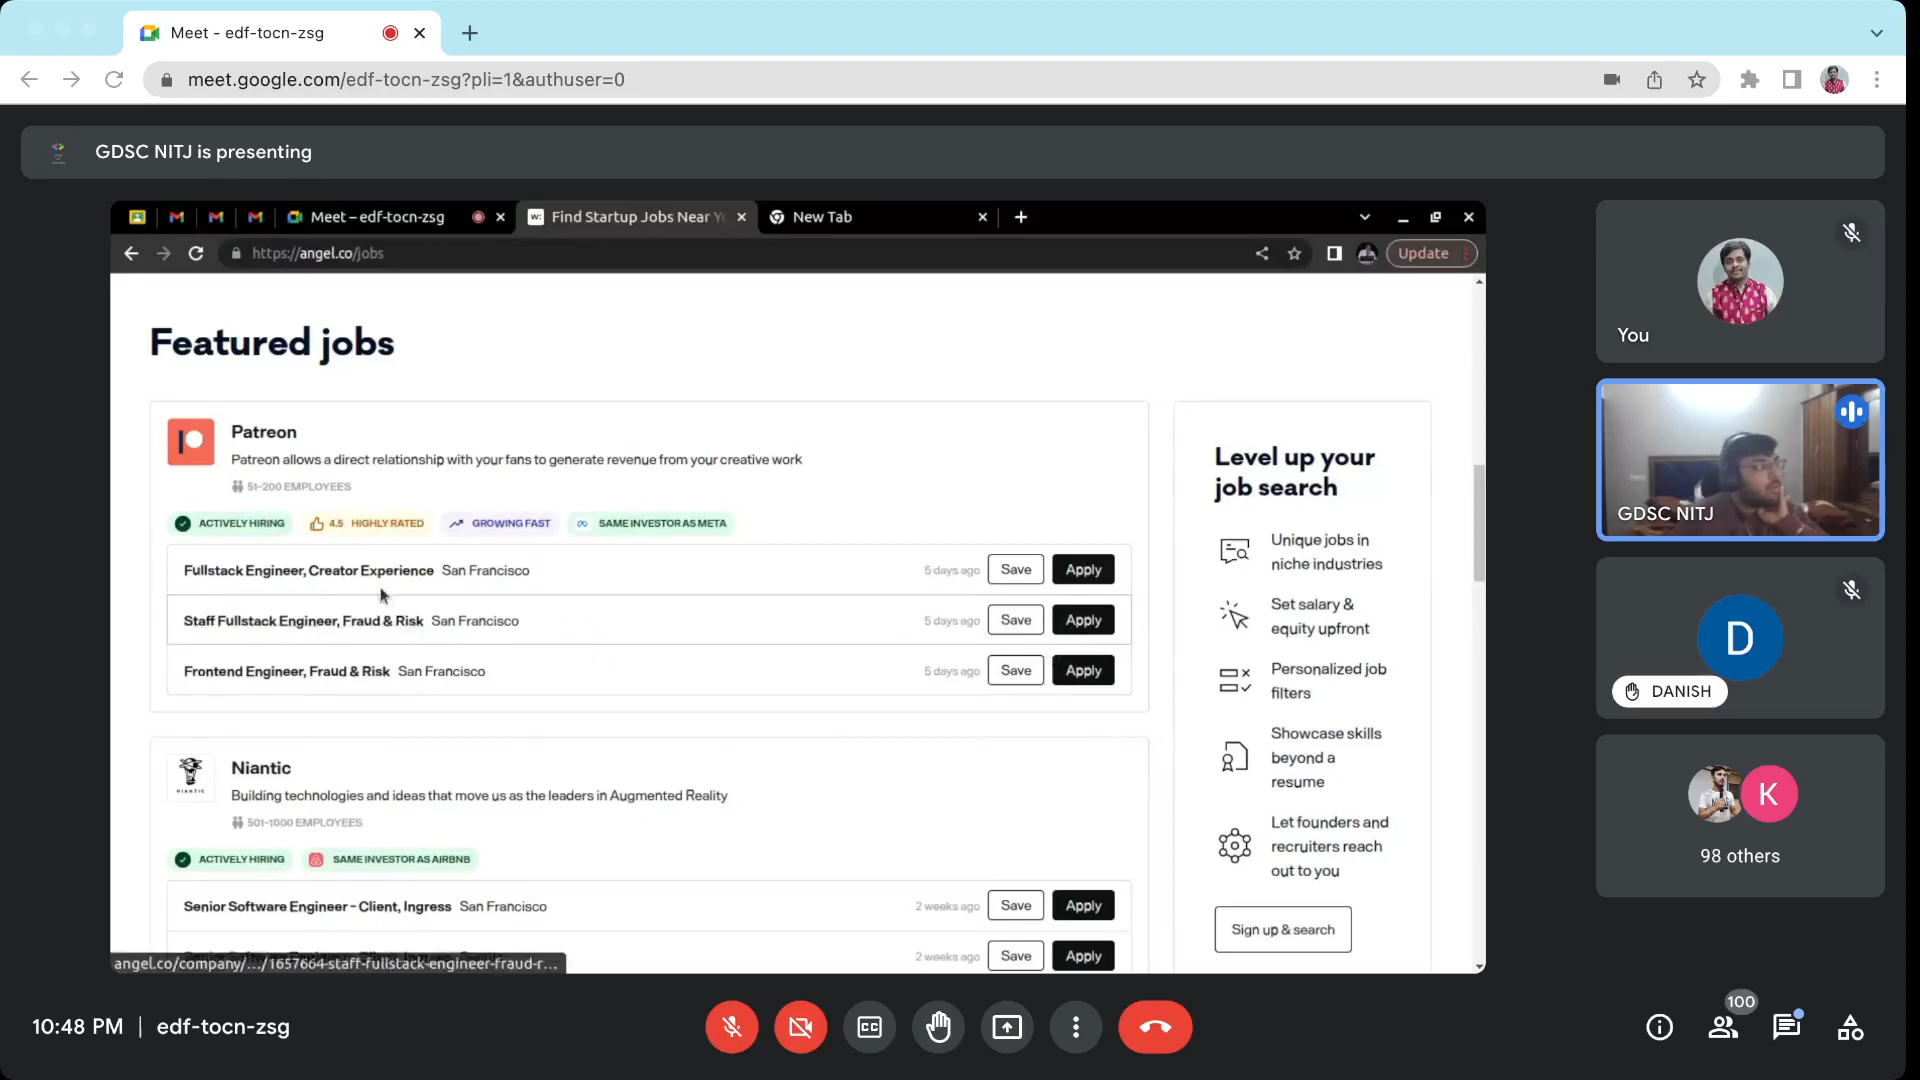 Meet - edf-tocn-zsg
meet.google.com/edf-tocn-zsg?pli=1&authuser=0
GDSC NITJ is presenting
Meet – edf-tocn-zsg
Find Startup Jobs Near Yo
New Tab
https://angel.co/jobs
Update
Featured jobs
Patreon
Patreon allows a direct relationship with your fans to generate revenue from your creative work
51-200 EMPLOYEES
ACTIVELY HIRING 4.5 HIGHLY RATED GROWING FAST SAME INVESTOR AS META
Fullstack Engineer, Creator Experience San Francisco 5 days ago Save Apply
Staff Fullstack Engineer, Fraud & Risk San Francisco 5 days ago Save Apply
Frontend Engineer, Fraud & Risk San Francisco 5 days ago Save Apply
Niantic
NIANTIC
Building technologies and ideas that move us as the leaders in Augmented Reality
501-1000 EMPLOYEES
ACTIVELY HIRING SAME INVESTOR AS AIRBNB
Senior Software Engineer - Client, Ingress San Francisco 2 weeks ago Save Apply
2 weeks ago Save Apply
angel.co/company/.../1657664-staff-fullstack-engineer-fraud-r...
Level up your
job search
Unique jobs in
niche industries
Set salary &
equity upfront
Personalized job
filters
Showcase skills
beyond a
resume
Let founders and
recruiters reach
out to you
Sign up & search
You
GDSC NITJ
D
DANISH
K
98 others
10:48 PM | edf-tocn-zsg
CC
100